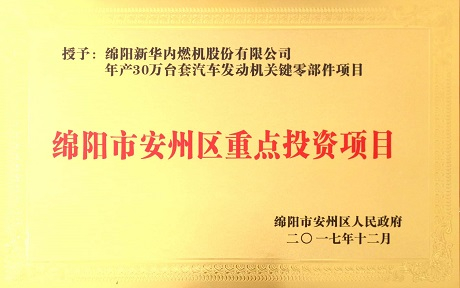 授予：绵阳新华内燃机股份有限公司
年产30万台套汽车发动机关键零部件项目
绵阳市安州区重点投资项目
绵阳市安州区人民政府
二〇一七年十二月